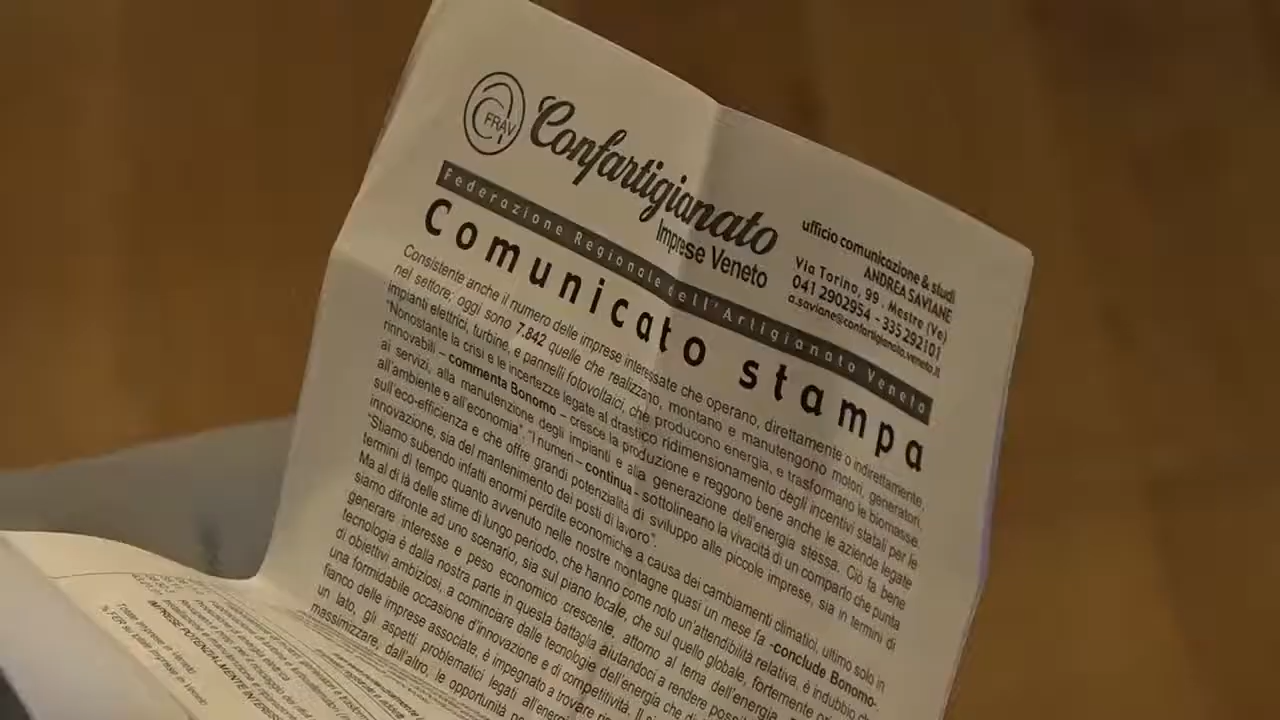 FRAV
Confartigianato
Imprese Veneto
ufficio comunicazione & studi
ANDREA SAVIANE
Via Torino, 99 - Mestre (Ve)
041 2902954 - 335 292101
a.saviane@confartigianato.veneto.it
Federazione Regionale dell'Artigianato Veneto
Comunicato stampa
Consistente anche il numero delle imprese interessate che operano, direttamente o indirettamente,
nel settore; oggi sono 7.842 quelle che realizzano, montano e manutengono motori, generatori,
impianti elettrici, turbine, e pannelli fotovoltaici, che producono energia, e trasformano le biomasse.
"Nonostante la crisi e le incertezze legate al drastico ridimensionamento degli incentivi statali per le
rinnovabili – commenta Bonomo – cresce la produzione e reggono bene anche le aziende legate
ai servizi, alla manutenzione degli impianti e alla generazione dell'energia stessa. Ciò fa bene
all'ambiente e all'economia". "I numeri – continua - sottolineano la vivacità di un comparto che punta
sull'eco-efficienza e che offre grandi potenzialità di sviluppo alle piccole imprese, sia in termini di
innovazione, sia del mantenimento dei posti di lavoro".
"Stiamo subendo infatti enormi perdite economiche a causa dei cambiamenti climatici, ultimo solo in
termini di tempo quanto avvenuto nelle nostre montagne quasi un mese fa -conclude Bonomo-.
Ma al di là delle stime di lungo periodo, che hanno come noto un'attendibilità relativa, è indubbio che
siamo difronte ad uno scenario, sia sul piano locale, che sul quello globale, fortemente
generare interesse e peso economico crescente, attorno al tema dell'energia.
tecnologia è dalla nostra parte in questa battaglia aiutandoci a rendere
di obiettivi ambiziosi, a cominciare dalle tecnologie dell'energia che
una formidabile occasione d'innovazione e di competitività. Il
fianco delle imprese associate, è impegnato a trovare
un lato, gli aspetti problematici legati
massimizzare, dall'altro, le opportunità
IMPRESE POTENZIALMENTE